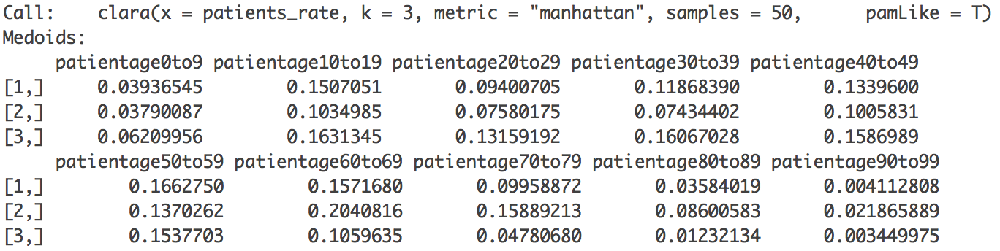 Call:    clara(x = patients_rate, k = 3, metric = "manhattan", samples = 50,      pamLike = T)
Medoids:
     patientage0to9 patientage10to19 patientage20to29 patientage30to39 patientage40to49
[1,]     0.03936545        0.1507051       0.09400705       0.11868390        0.1339600
[2,]     0.03790087        0.1034985       0.07580175       0.07434402        0.1005831
[3,]     0.06209956        0.1631345       0.13159192       0.16067028        0.1586989
     patientage50to59 patientage60to69 patientage70to79 patientage80to89 patientage90to99
[1,]        0.1662750        0.1571680       0.09958872       0.03584019      0.004112808
[2,]        0.1370262        0.2040816       0.15889213       0.08600583      0.021865889
[3,]        0.1537703        0.1059635       0.04780680       0.01232134      0.003449975